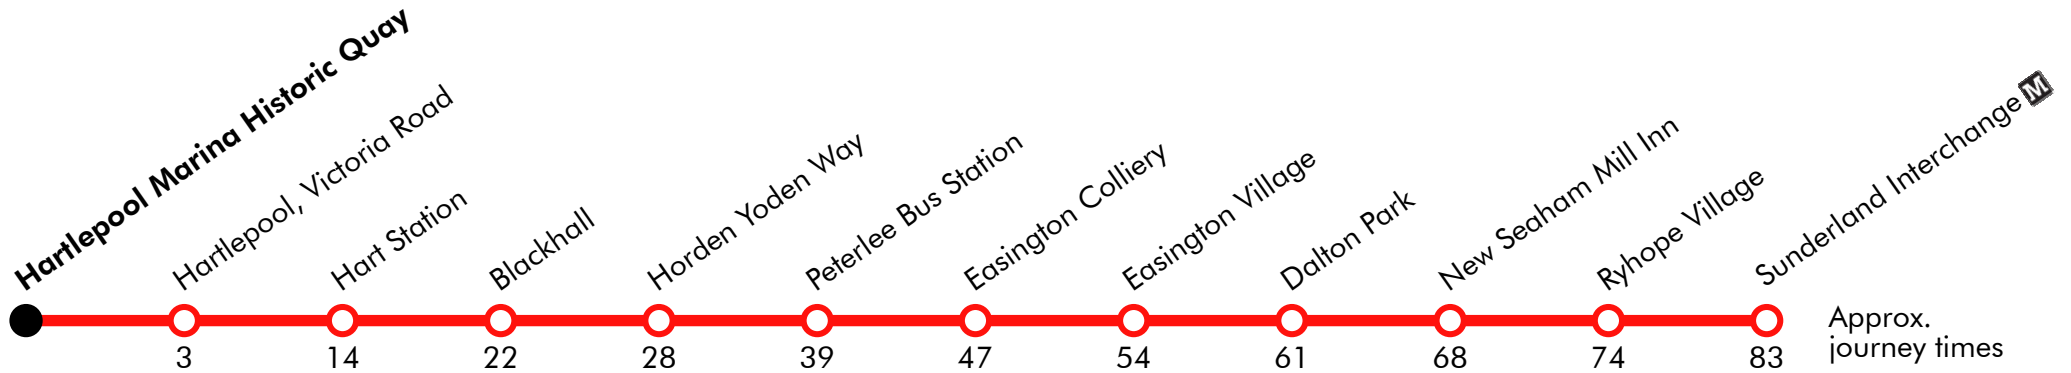 Hartlepool Marina Historic Quay
Hartlepool, Victoria Road
Hart Station
Blackhall
Horden Yoden Way
Peterlee Bus Station
Easington Colliery
Easington Village
Dalton Park
New Seaham Mill Inn
Ryhope Village
Sunderland Interchange M
3 14 22 28 39 47 54 61 68 74 83
Approx.
journey times